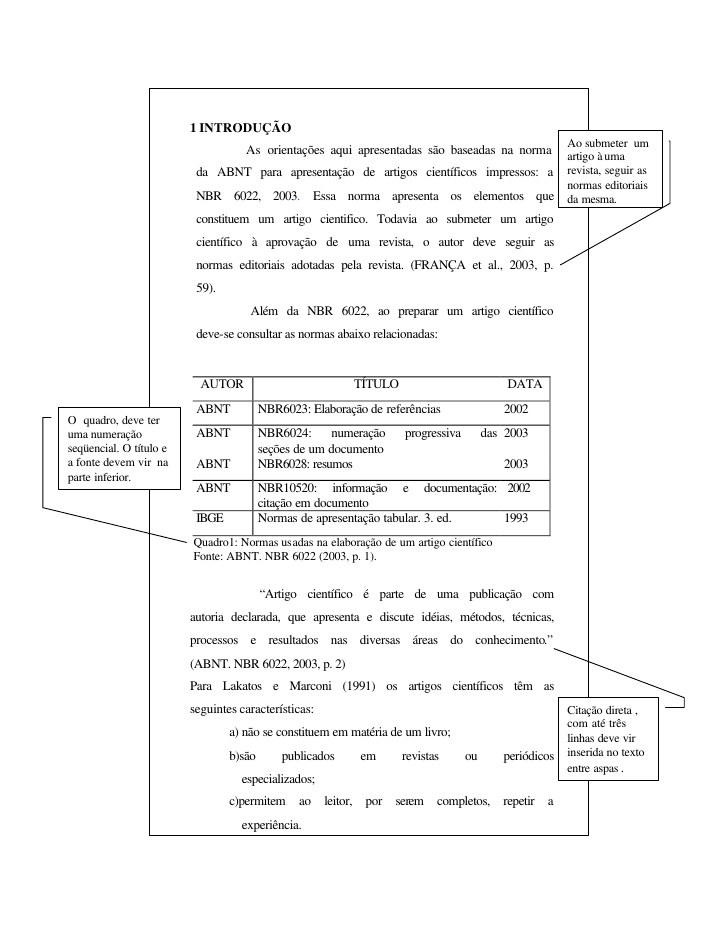 1 INTRODUÇÃO
As orientações aqui apresentadas são baseadas na norma
da ABNT para apresentação de artigos científicos impressos: a
NBR 6022, 2003. Essa norma apresenta os elementos que
constituem um artigo cientifico. Todavia ao submeter um artigo
científico à aprovação de uma revista, o autor deve seguir as
normas editoriais adotadas pela revista. (FRANÇA et al., 2003, p.
59).
Além da NBR 6022, ao preparar um artigo científico
deve-se consultar as normas abaixo relacionadas:
Ao submeter um
artigo à uma
revista, seguir as
normas editoriais
da mesma.
AUTOR TÍTULO DATA
ABNT NBR6023: Elaboração de referências 2002
ABNT NBR6024: numeração progressiva das 2003
seções de um documento
ABNT NBR6028: resumos 2003
ABNT NBR10520: informação e documentação: 2002
citação em documento
IBGE Normas de apresentação tabular. 3. ed. 1993
Quadro1: Normas usadas na elaboração de um artigo científico
Fonte: ABNT. NBR 6022 (2003, p. 1).
O quadro, deve ter
uma numeração
seqüencial. O título e
a fonte devem vir na
parte inferior.
“Artigo científico é parte de uma publicação com
autoria declarada, que apresenta e discute idéias, métodos, técnicas,
processos e resultados nas diversas áreas do conhecimento.”
(ABNT. NBR 6022, 2003, p. 2)
Para Lakatos e Marconi (1991) os artigos científicos têm as
seguintes características:
a) não se constituem em matéria de um livro;
b)são publicados em revistas ou periódicos
especializados;
c)permitem ao leitor, por serem completos, repetir a
experiência.
Citação direta ,
com até três
linhas deve vir
inserida no texto
entre aspas .